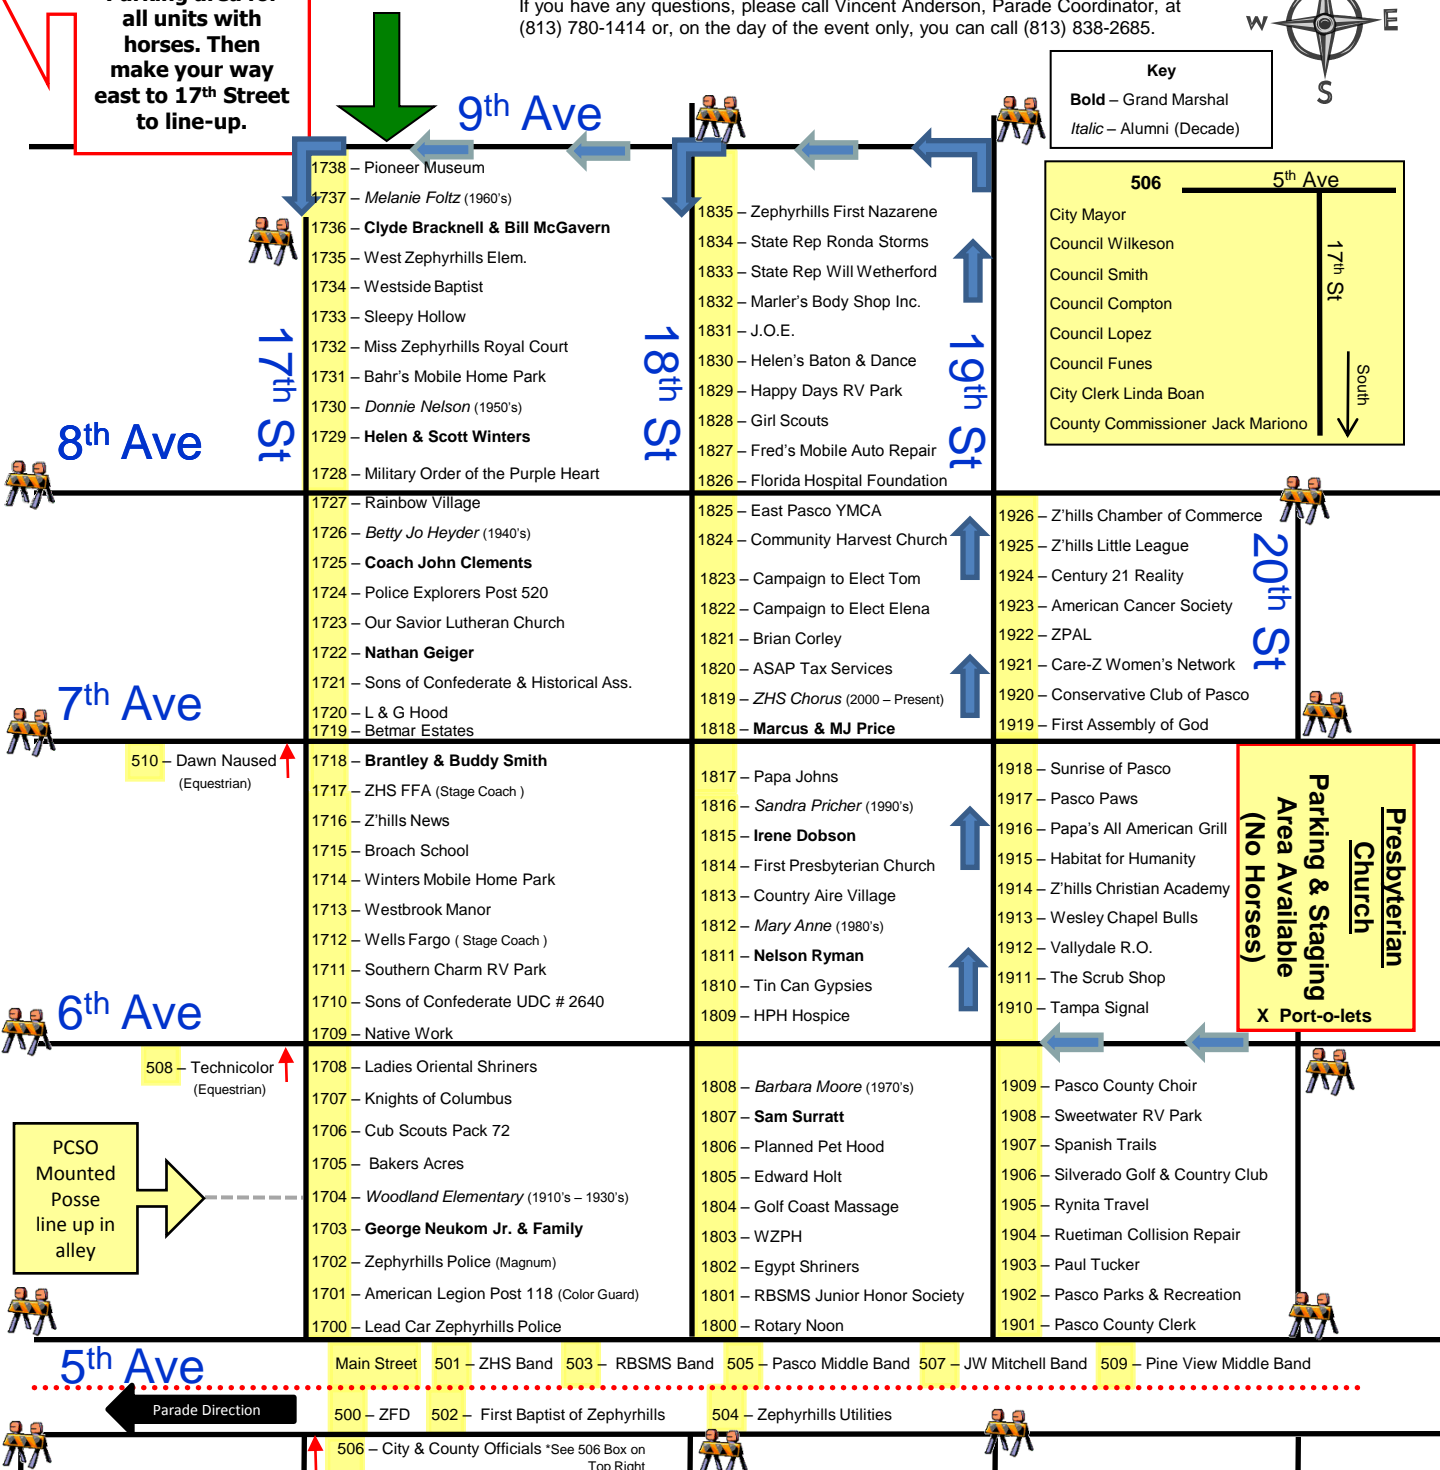 Parking area for
all units with
horses. Then
make your way
east to 17th Street
to line-up.
If you have any questions, please call Vincent Anderson, Parade Coordinator, at
(813) 780-1414 or, on the day of the event only, you can call (813) 838-2685.
W E
S
Key
Bold – Grand Marshal
Italic – Alumni (Decade)
9th Ave
506 5th Ave
City Mayor
Council Wilkeson
Council Smith
Council Compton
Council Lopez
Council Funes
City Clerk Linda Boan
County Commissioner Jack Mariono
17th St
South
17th St
1738 – Pioneer Museum
1737 – Melanie Foltz (1960's)
1736 – Clyde Bracknell & Bill McGavern
1735 – West Zephyrhills Elem.
1734 – Westside Baptist
1733 – Sleepy Hollow
1732 – Miss Zephyrhills Royal Court
1731 – Bahr's Mobile Home Park
1730 – Donnie Nelson (1950's)
1729 – Helen & Scott Winters
1728 – Military Order of the Purple Heart
18th St
1835 – Zephyrhills First Nazarene
1834 – State Rep Ronda Storms
1833 – State Rep Will Wetherford
1832 – Marler's Body Shop Inc.
1831 – J.O.E.
1830 – Helen's Baton & Dance
1829 – Happy Days RV Park
1828 – Girl Scouts
1827 – Fred's Mobile Auto Repair
1826 – Florida Hospital Foundation
19th St
8th Ave
1727 – Rainbow Village
1726 – Betty Jo Heyder (1940's)
1725 – Coach John Clements
1724 – Police Explorers Post 520
1723 – Our Savior Lutheran Church
1722 – Nathan Geiger
1721 – Sons of Confederate & Historical Ass.
1720 – L & G Hood
1719 – Betmar Estates
1825 – East Pasco YMCA
1824 – Community Harvest Church
1823 – Campaign to Elect Tom
1822 – Campaign to Elect Elena
1821 – Brian Corley
1820 – ASAP Tax Services
1819 – ZHS Chorus (2000 – Present)
1818 – Marcus & MJ Price
1926 – Z'hills Chamber of Commerce
1925 – Z'hills Little League
1924 – Century 21 Reality
1923 – American Cancer Society
1922 – ZPAL
1921 – Care-Z Women's Network
1920 – Conservative Club of Pasco
1919 – First Assembly of God
20th St
7th Ave
510 – Dawn Naused
(Equestrian)
1718 – Brantley & Buddy Smith
1717 – ZHS FFA (Stage Coach )
1716 – Z'hills News
1715 – Broach School
1714 – Winters Mobile Home Park
1713 – Westbrook Manor
1712 – Wells Fargo ( Stage Coach )
1711 – Southern Charm RV Park
1710 – Sons of Confederate UDC # 2640
1709 – Native Work
1817 – Papa Johns
1816 – Sandra Pricher (1990's)
1815 – Irene Dobson
1814 – First Presbyterian Church
1813 – Country Aire Village
1812 – Mary Anne (1980's)
1811 – Nelson Ryman
1810 – Tin Can Gypsies
1809 – HPH Hospice
1918 – Sunrise of Pasco
1917 – Pasco Paws
1916 – Papa's All American Grill
1915 – Habitat for Humanity
1914 – Z'hills Christian Academy
1913 – Wesley Chapel Bulls
1912 – Vallydale R.O.
1911 – The Scrub Shop
1910 – Tampa Signal
Presbyterian
Church
Parking & Staging
Area Available
(No Horses)
X Port-o-lets
6th Ave
508 – Technicolor
(Equestrian)
PCSO
Mounted
Posse
line up in
alley
1708 – Ladies Oriental Shriners
1707 – Knights of Columbus
1706 – Cub Scouts Pack 72
1705 – Bakers Acres
1704 – Woodland Elementary (1910's – 1930's)
1703 – George Neukom Jr. & Family
1702 – Zephyrhills Police (Magnum)
1701 – American Legion Post 118 (Color Guard)
1700 – Lead Car Zephyrhills Police
1808 – Barbara Moore (1970's)
1807 – Sam Surratt
1806 – Planned Pet Hood
1805 – Edward Holt
1804 – Golf Coast Massage
1803 – WZPH
1802 – Egypt Shriners
1801 – RBSMS Junior Honor Society
1800 – Rotary Noon
1909 – Pasco County Choir
1908 – Sweetwater RV Park
1907 – Spanish Trails
1906 – Silverado Golf & Country Club
1905 – Rynita Travel
1904 – Ruetiman Collision Repair
1903 – Paul Tucker
1902 – Pasco Parks & Recreation
1901 – Pasco County Clerk
5th Ave
Main Street 501 – ZHS Band 503 – RBSMS Band 505 – Pasco Middle Band 507 – JW Mitchell Band 509 – Pine View Middle Band
Parade Direction
500 – ZFD 502 – First Baptist of Zephyrhills 504 – Zephyrhills Utilities
506 – City & County Officials *See 506 Box on
Top Right